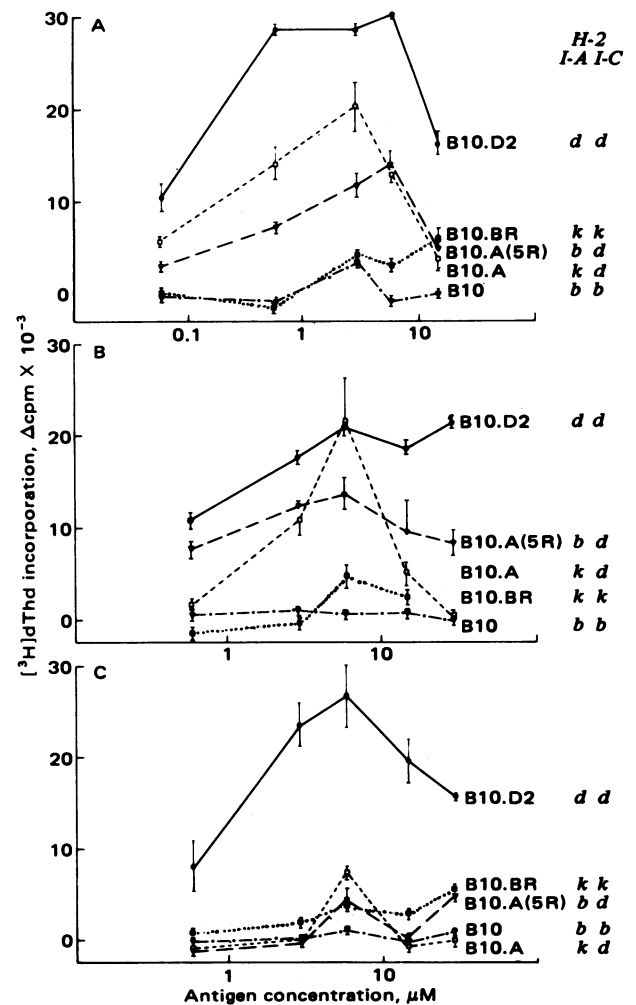 A
30
20
10
0
H-2
I-A I-C
B10.D2 d d
B10.BR k k
B10.A(5R) b d
B10.A k d
B10 b b
0.1 1 10
B
30
20
10
0
B10.D2 d d
B10.A(5R) b d
B10.A k d
B10.BR k k
B10 b b
1 10
[³H]dThd incorporation, Δcpm X 10⁻³
C
30
20
10
0
B10.D2 d d
B10.BR k k
B10.A(5R) b d
B10 b b
B10.A k d
1 10
Antigen concentration, μM